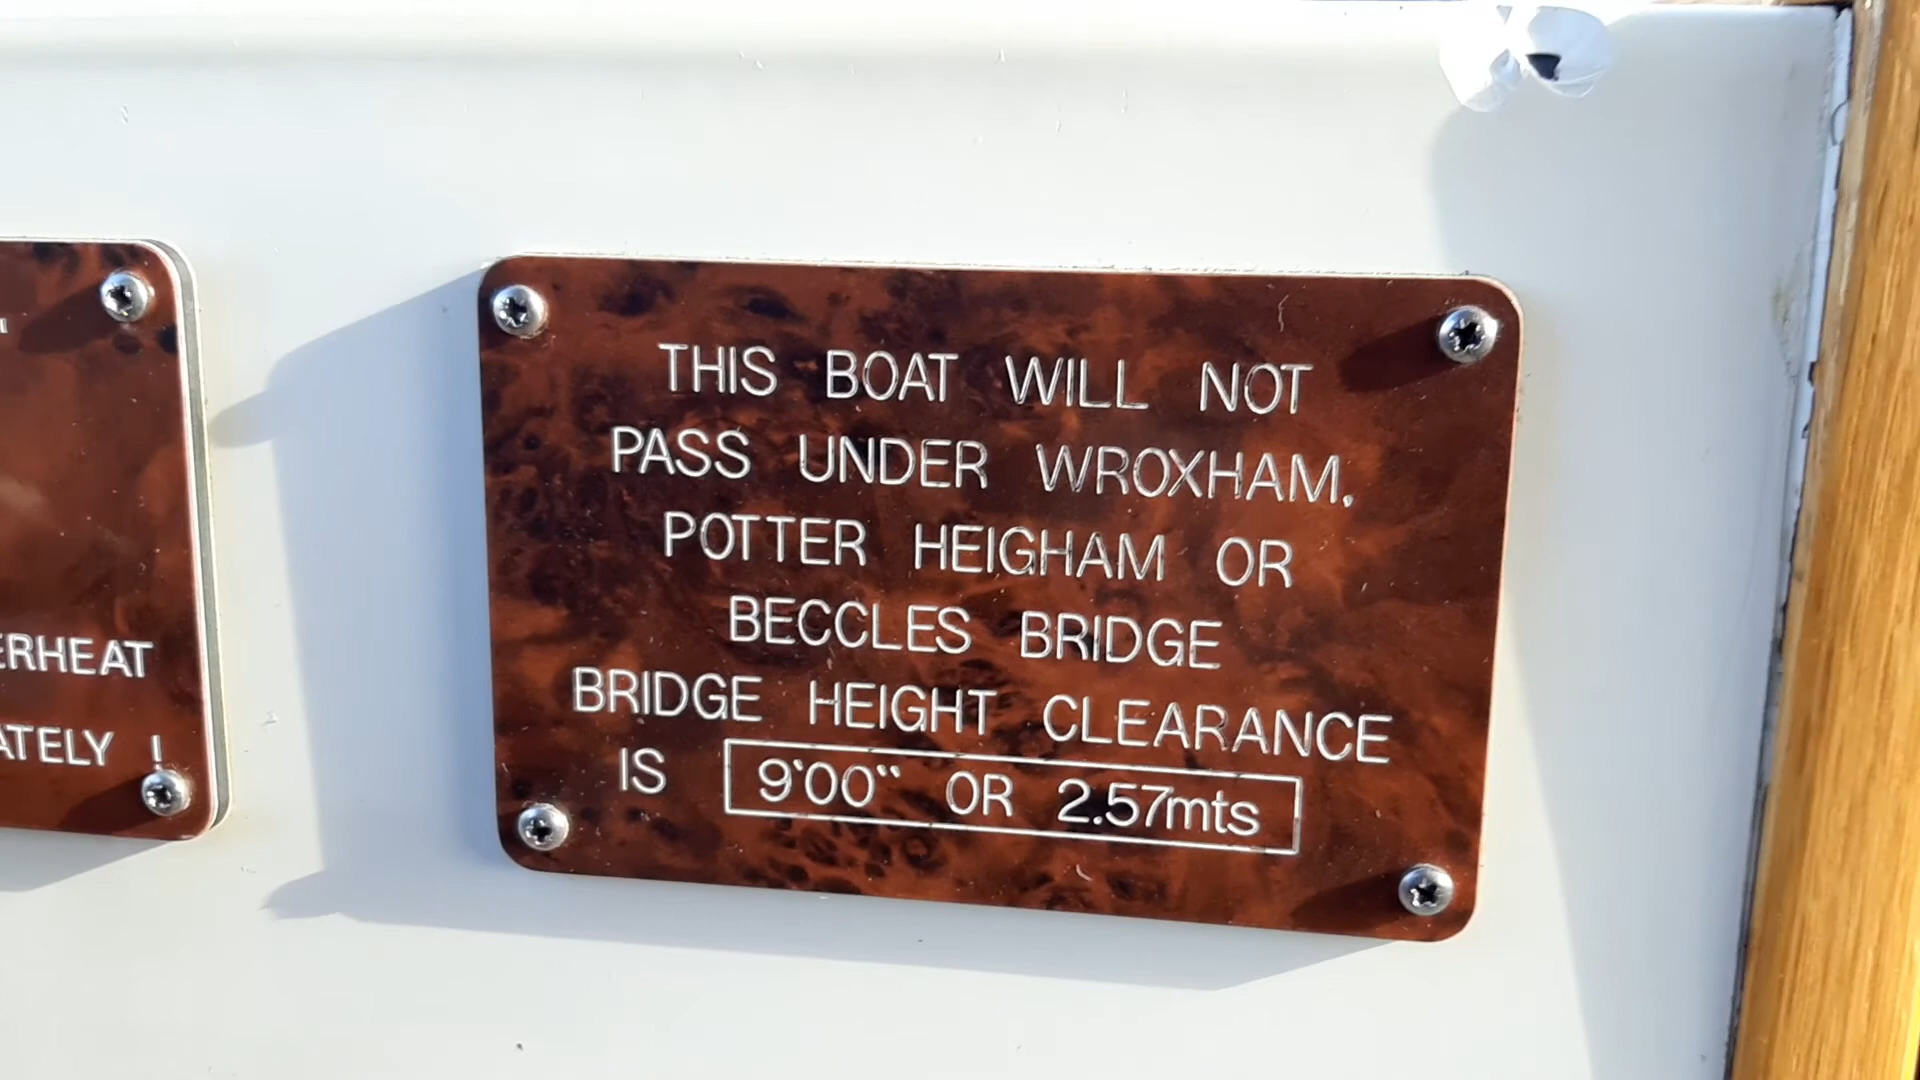 ERHEAT
ATELY !
THIS BOAT WILL NOT
PASS UNDER WROXHAM.
POTTER HEIGHAM OR
BECCLES BRIDGE
BRIDGE HEIGHT CLEARANCE
IS 9'00" OR 2.57mts